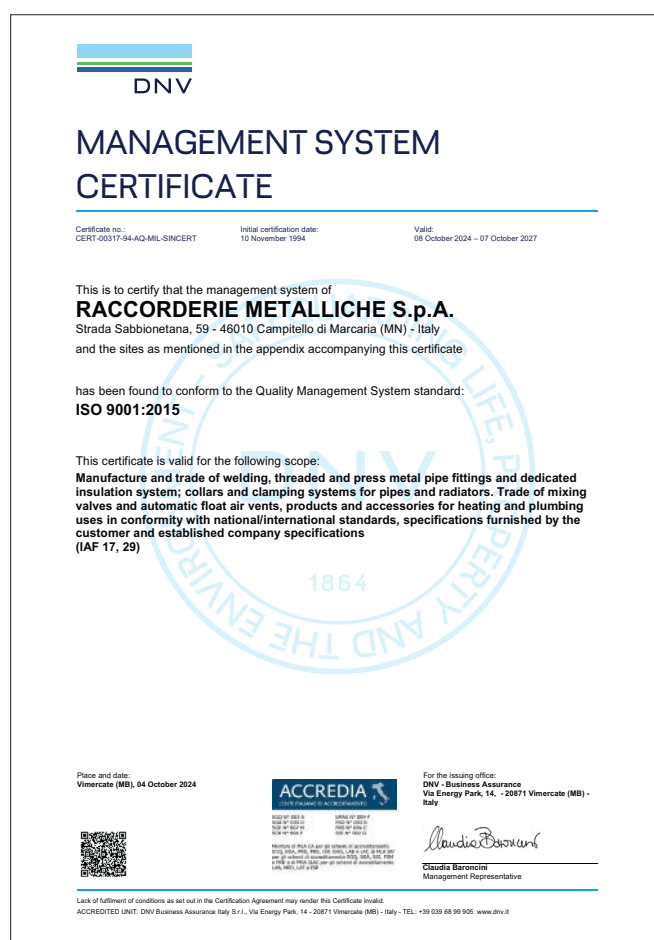 DNV
MANAGEMENT SYSTEM
CERTIFICATE
Certificate no.:
CERT-00317-94-AQ-MIL-SINCERT
Initial certification date:
10 November 1994
Valid:
08 October 2024 – 07 October 2027
This is to certify that the management system of
RACCORDERIE METALLICHE S.p.A.
Strada Sabbionetana, 59 - 46010 Campitello di Marcaria (MN) - Italy
and the sites as mentioned in the appendix accompanying this certificate
has been found to conform to the Quality Management System standard:
ISO 9001:2015
This certificate is valid for the following scope:
Manufacture and trade of welding, threaded and press metal pipe fittings and dedicated
insulation system; collars and clamping systems for pipes and radiators. Trade of mixing
valves and automatic float air vents, products and accessories for heating and plumbing
uses in conformity with national/international standards, specifications furnished by the
customer and established company specifications
(IAF 17, 29)
DNV
1864
Place and date:
Vimercate (MB), 04 October 2024
ACCREDIA
L'ENTE ITALIANO DI ACCREDITAMENTO
For the issuing office:
DNV - Business Assurance
Via Energy Park, 14, - 20871 Vimercate (MB) -
Italy
Claudia Baroncini
Claudia Baroncini
Management Representative
Lack of fulfilment of conditions as set out in the Certification Agreement may render this Certificate invalid.
ACCREDITED UNIT: DNV Business Assurance Italy S.r.l., Via Energy Park, 14 - 20871 Vimercate (MB) - Italy - TEL: +39 039 68 99 905. www.dnv.it